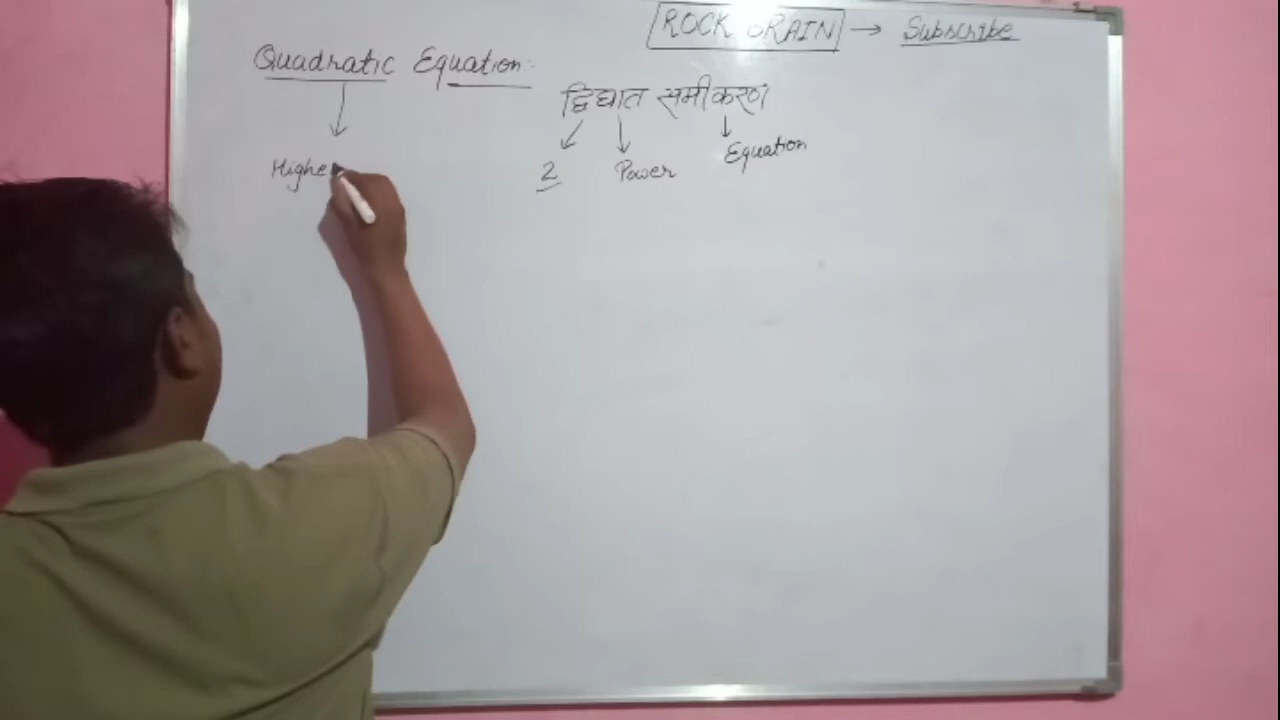 ROCK BRAIN → Subscribe
Quadratic Equation:
द्विघात समीकरण
2 Power Equation
Highe